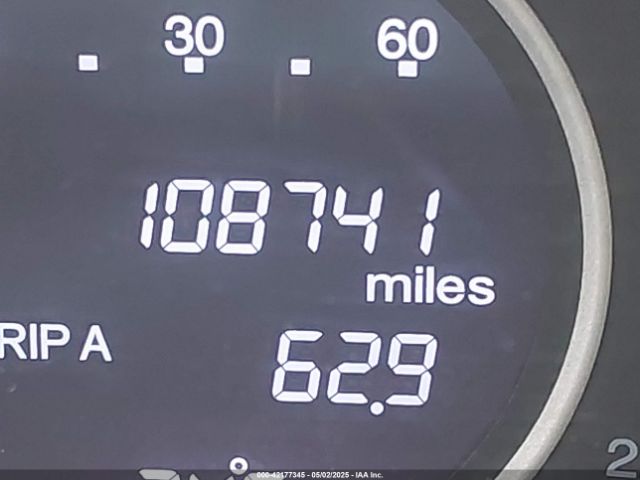 30 60
108741
miles
RIP A 62.9
2
000-42177345 - 05/02/2025 - IAA Inc.